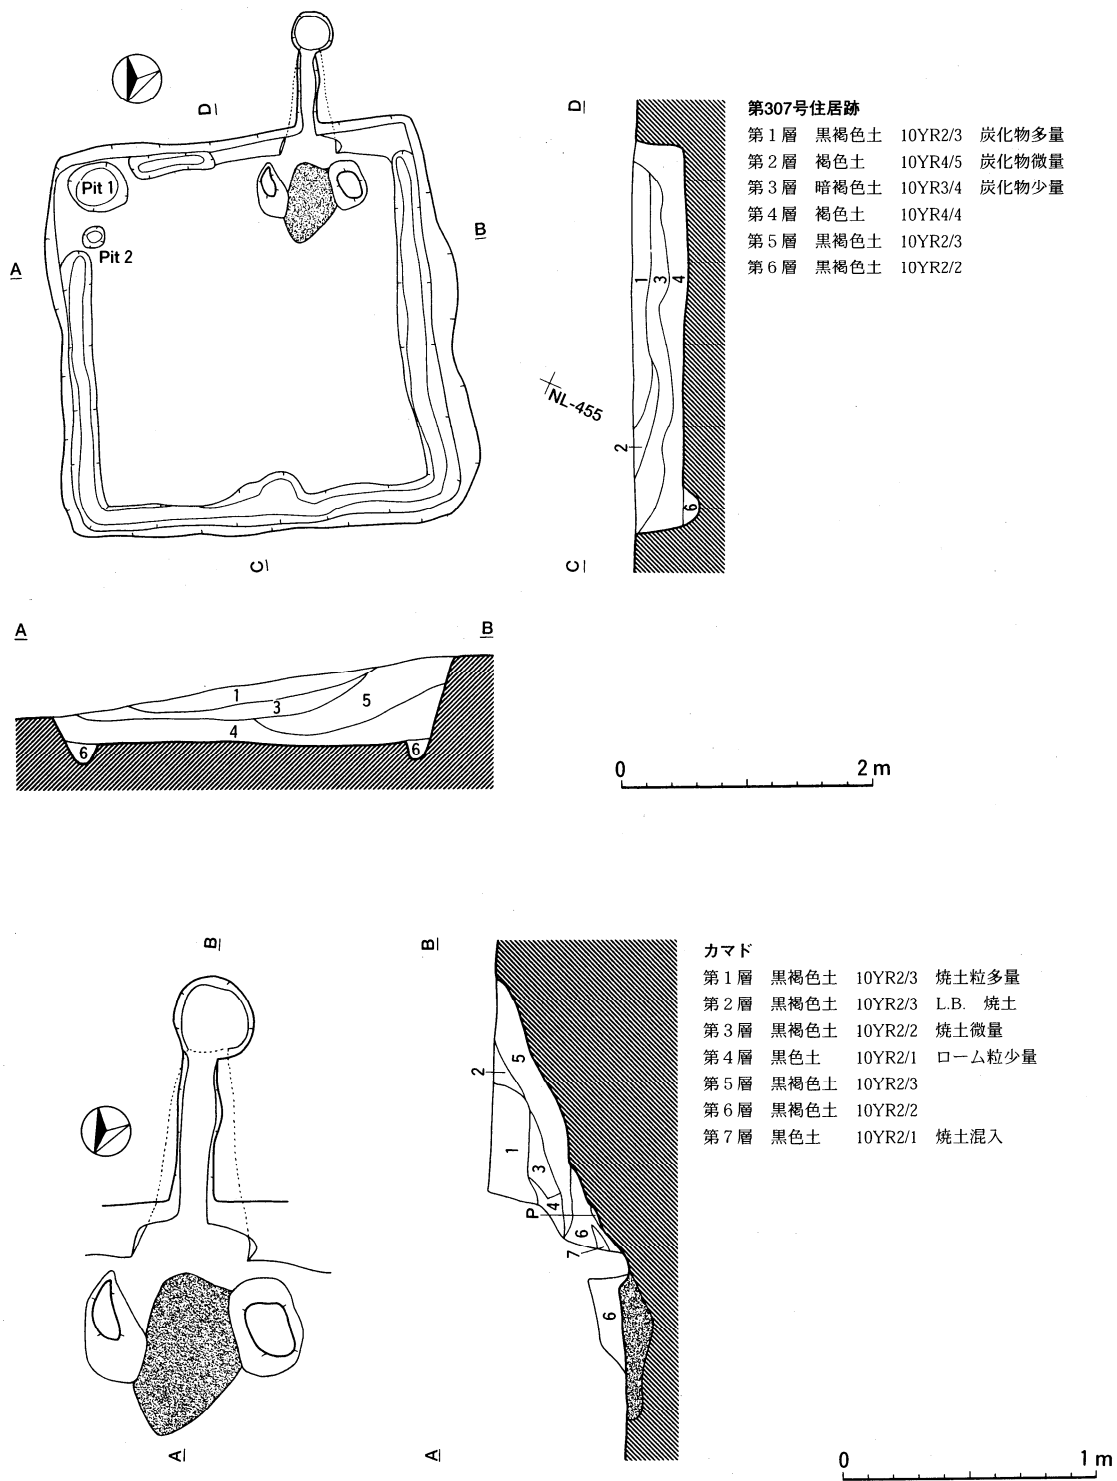 D
A
B
C
Pit 1
Pit 2
NL-455
D
C
1
3
4
2
6
第307号住居跡
第1層 黒褐色土 10YR2/3 炭化物多量
第2層 褐色土 10YR4/5 炭化物微量
第3層 暗褐色土 10YR3/4 炭化物少量
第4層 褐色土 10YR4/4
第5層 黒褐色土 10YR2/3
第6層 黒褐色土 10YR2/2
A B
1
3
5
4
6 6
0 2 m
B
A
B
A
5
2
1
3
4
P
6
7
6
カマド
第1層 黒褐色土 10YR2/3 焼土粒多量
第2層 黒褐色土 10YR2/3 L.B. 焼土
第3層 黒褐色土 10YR2/2 焼土微量
第4層 黒色土 10YR2/1 ローム粒少量
第5層 黒褐色土 10YR2/3
第6層 黒褐色土 10YR2/2
第7層 黒色土 10YR2/1 焼土混入
0 1 m